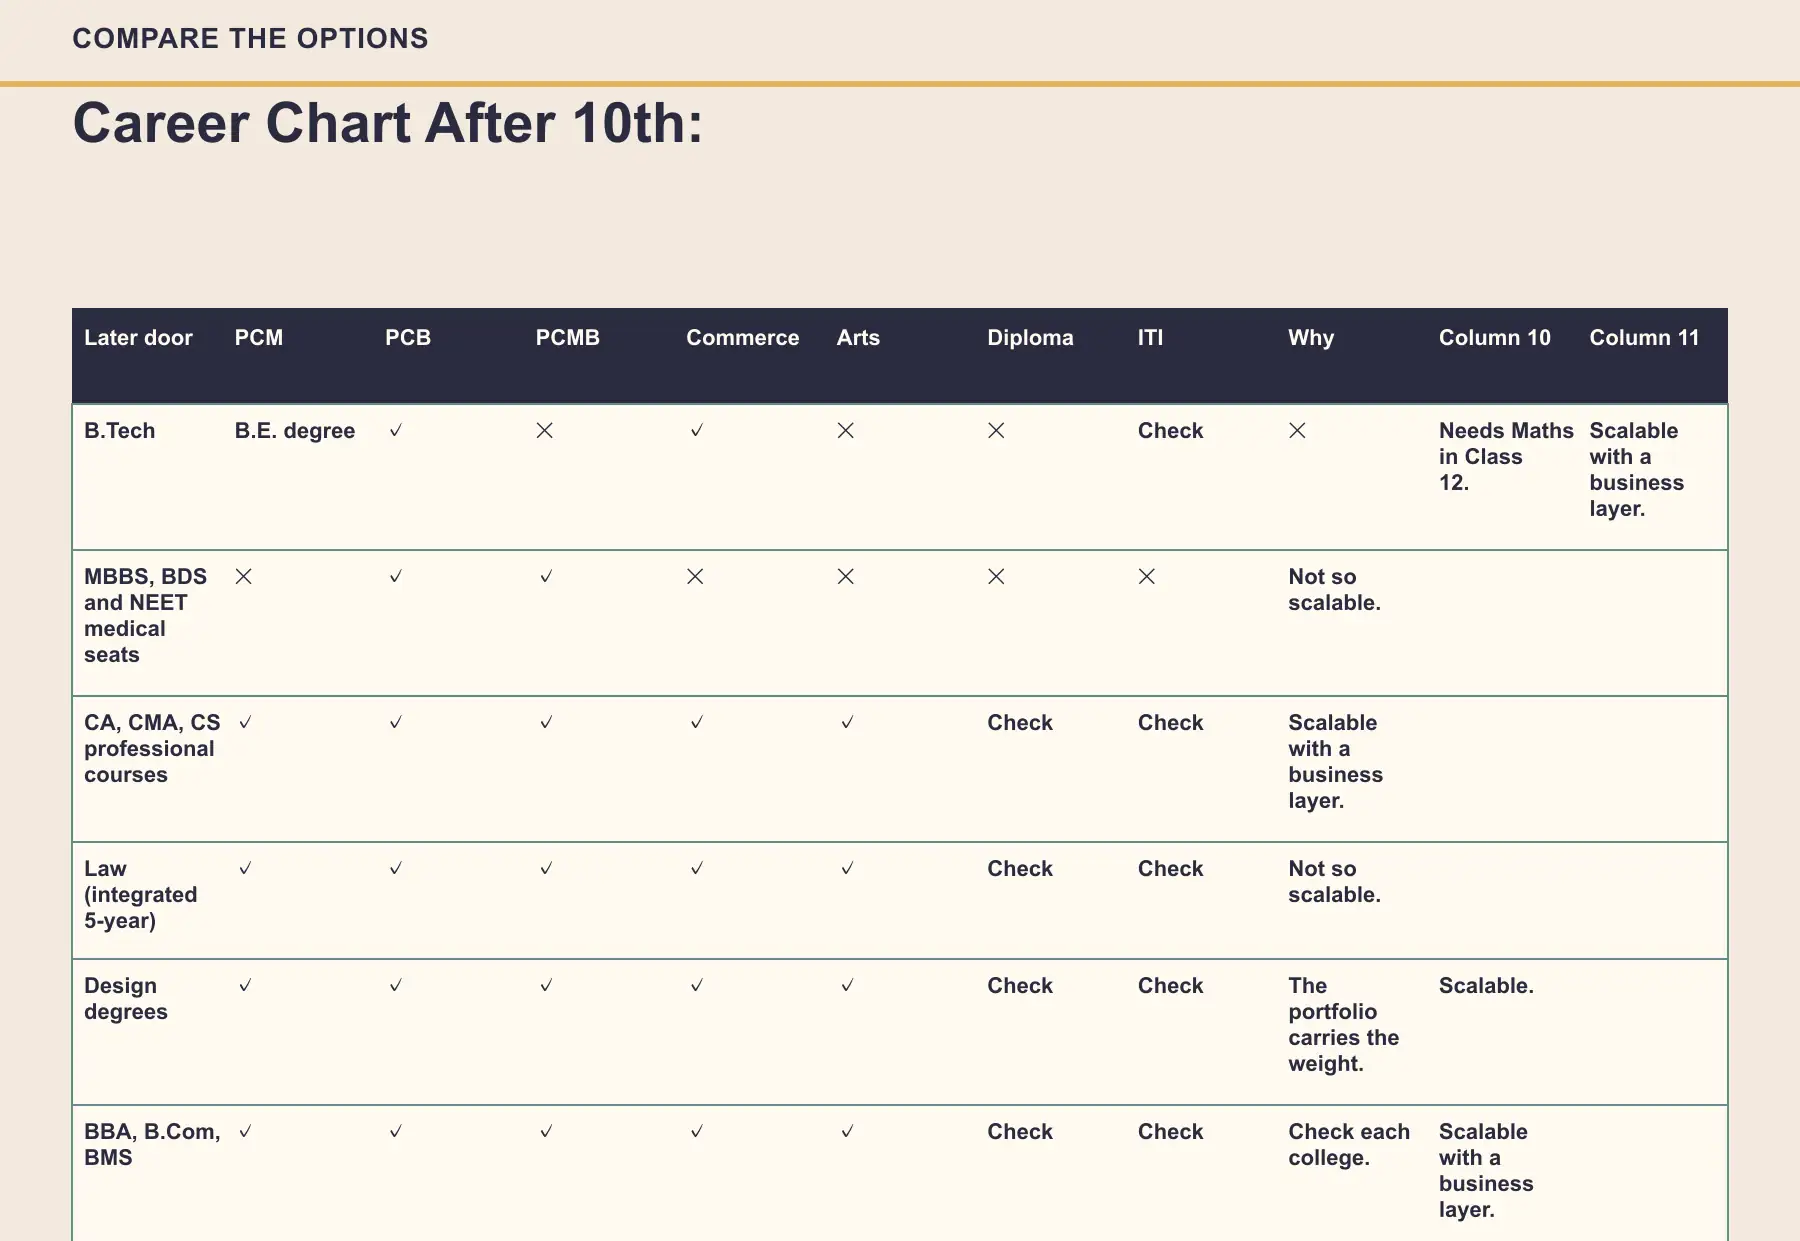 COMPARE THE OPTIONS
Career Chart After 10th:
Later door PCM PCB PCMB Commerce Arts Diploma ITI Why Column 10 Column 11
B.Tech B.E. degree ✓ ✕ ✓ ✕ ✕ Check ✕ Needs Maths Scalable
in Class with a
12. business
layer.
MBBS, BDS ✕ ✓ ✓ ✕ ✕ ✕ ✕ Not so
and NEET scalable.
medical
seats
CA, CMA, CS ✓ ✓ ✓ ✓ ✓ Check Check Scalable
professional with a
courses business
layer.
Law ✓ ✓ ✓ ✓ ✓ Check Check Not so
(integrated scalable.
5-year)
Design ✓ ✓ ✓ ✓ ✓ Check Check The Scalable.
degrees portfolio
carries the
weight.
BBA, B.Com, ✓ ✓ ✓ ✓ ✓ Check Check Check each Scalable
BMS college. with a
business
layer.